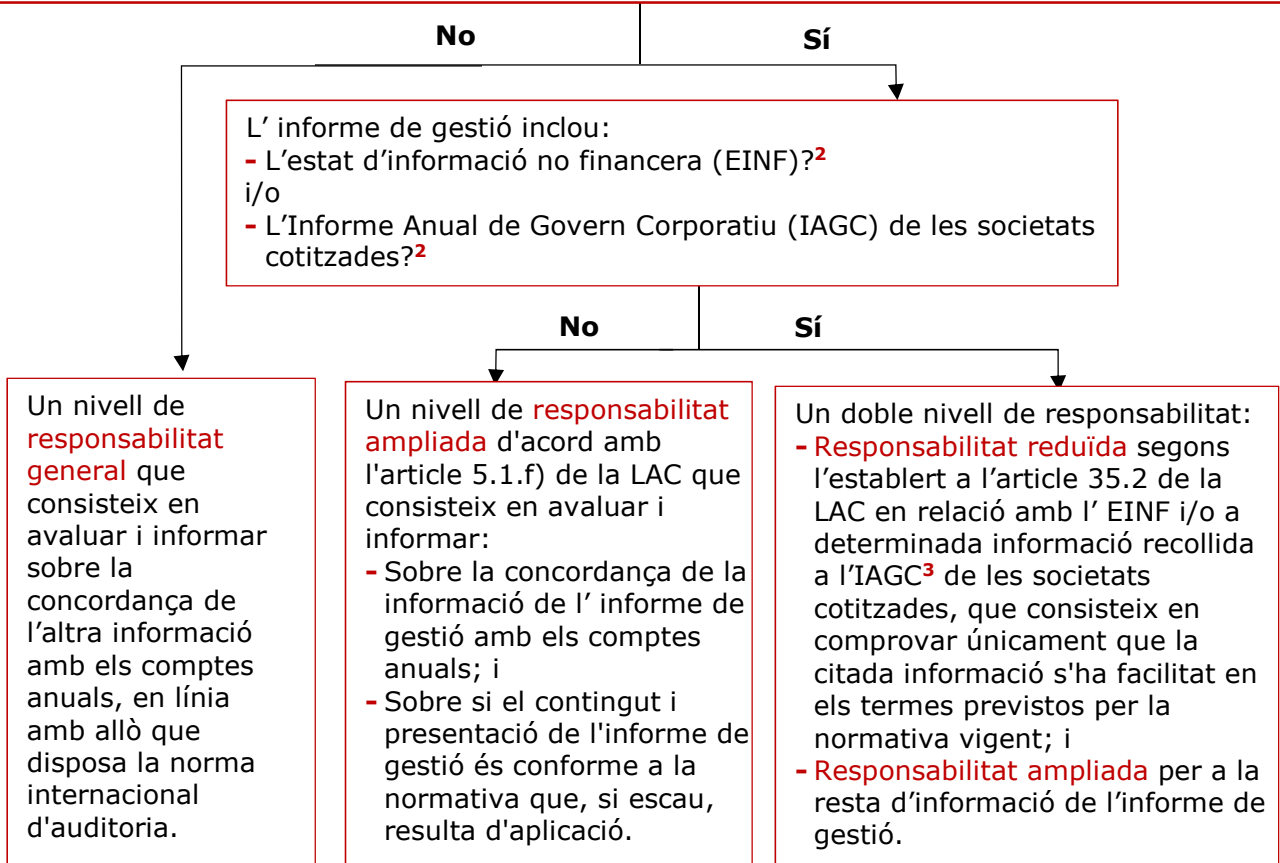 No
Sí
L’ informe de gestió inclou:
- L’estat d’informació no financera (EINF)?2
i/o
- L’Informe Anual de Govern Corporatiu (IAGC) de les societats
cotitzades?2
No
Sí
Un nivell de
responsabilitat
general que
consisteix en
avaluar i informar
sobre la
concordança de
l’altra informació
amb els comptes
anuals, en línia
amb allò que
disposa la norma
internacional
d'auditoria.
Un nivell de responsabilitat
ampliada d'acord amb
l'article 5.1.f) de la LAC que
consisteix en avaluar i
informar:
- Sobre la concordança de la
informació de l’ informe de
gestió amb els comptes
anuals; i
- Sobre si el contingut i
presentació de l'informe de
gestió és conforme a la
normativa que, si escau,
resulta d'aplicació.
Un doble nivell de responsabilitat:
- Responsabilitat reduïda segons
l’establert a l’article 35.2 de la
LAC en relació amb l’ EINF i/o a
determinada informació recollida
a l’IAGC3 de les societats
cotitzades, que consisteix en
comprovar únicament que la
citada informació s'ha facilitat en
els termes previstos per la
normativa vigent; i
- Responsabilitat ampliada per a la
resta d’informació de l’informe de
gestió.